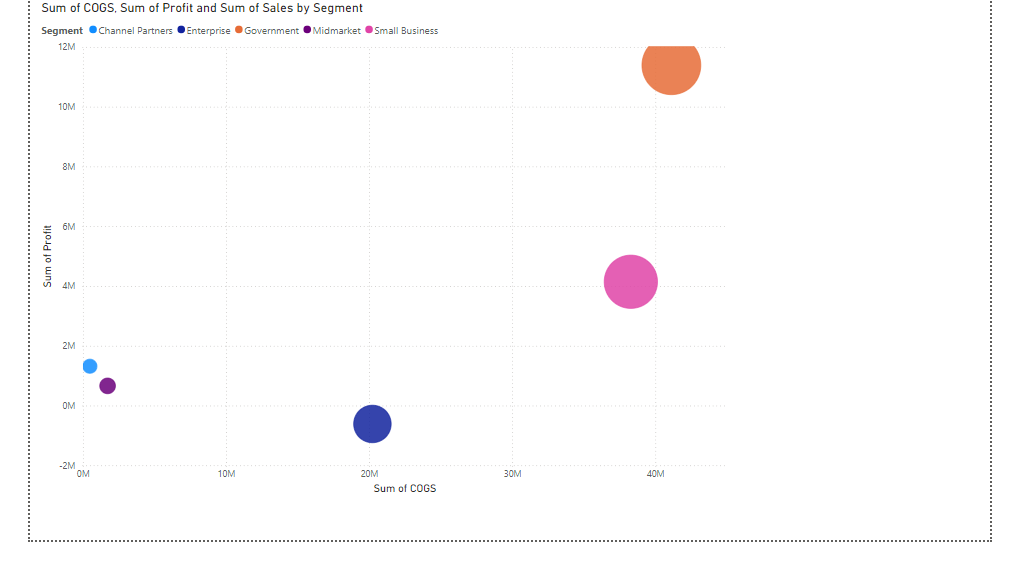 Sum of COGS, Sum of Profit and Sum of Sales by Segment
Segment Channel Partners Enterprise Government Midmarket Small Business
12M
10M
8M
6M
4M
2M
0M
-2M
Sum of Profit
0M 10M 20M 30M 40M
Sum of COGS